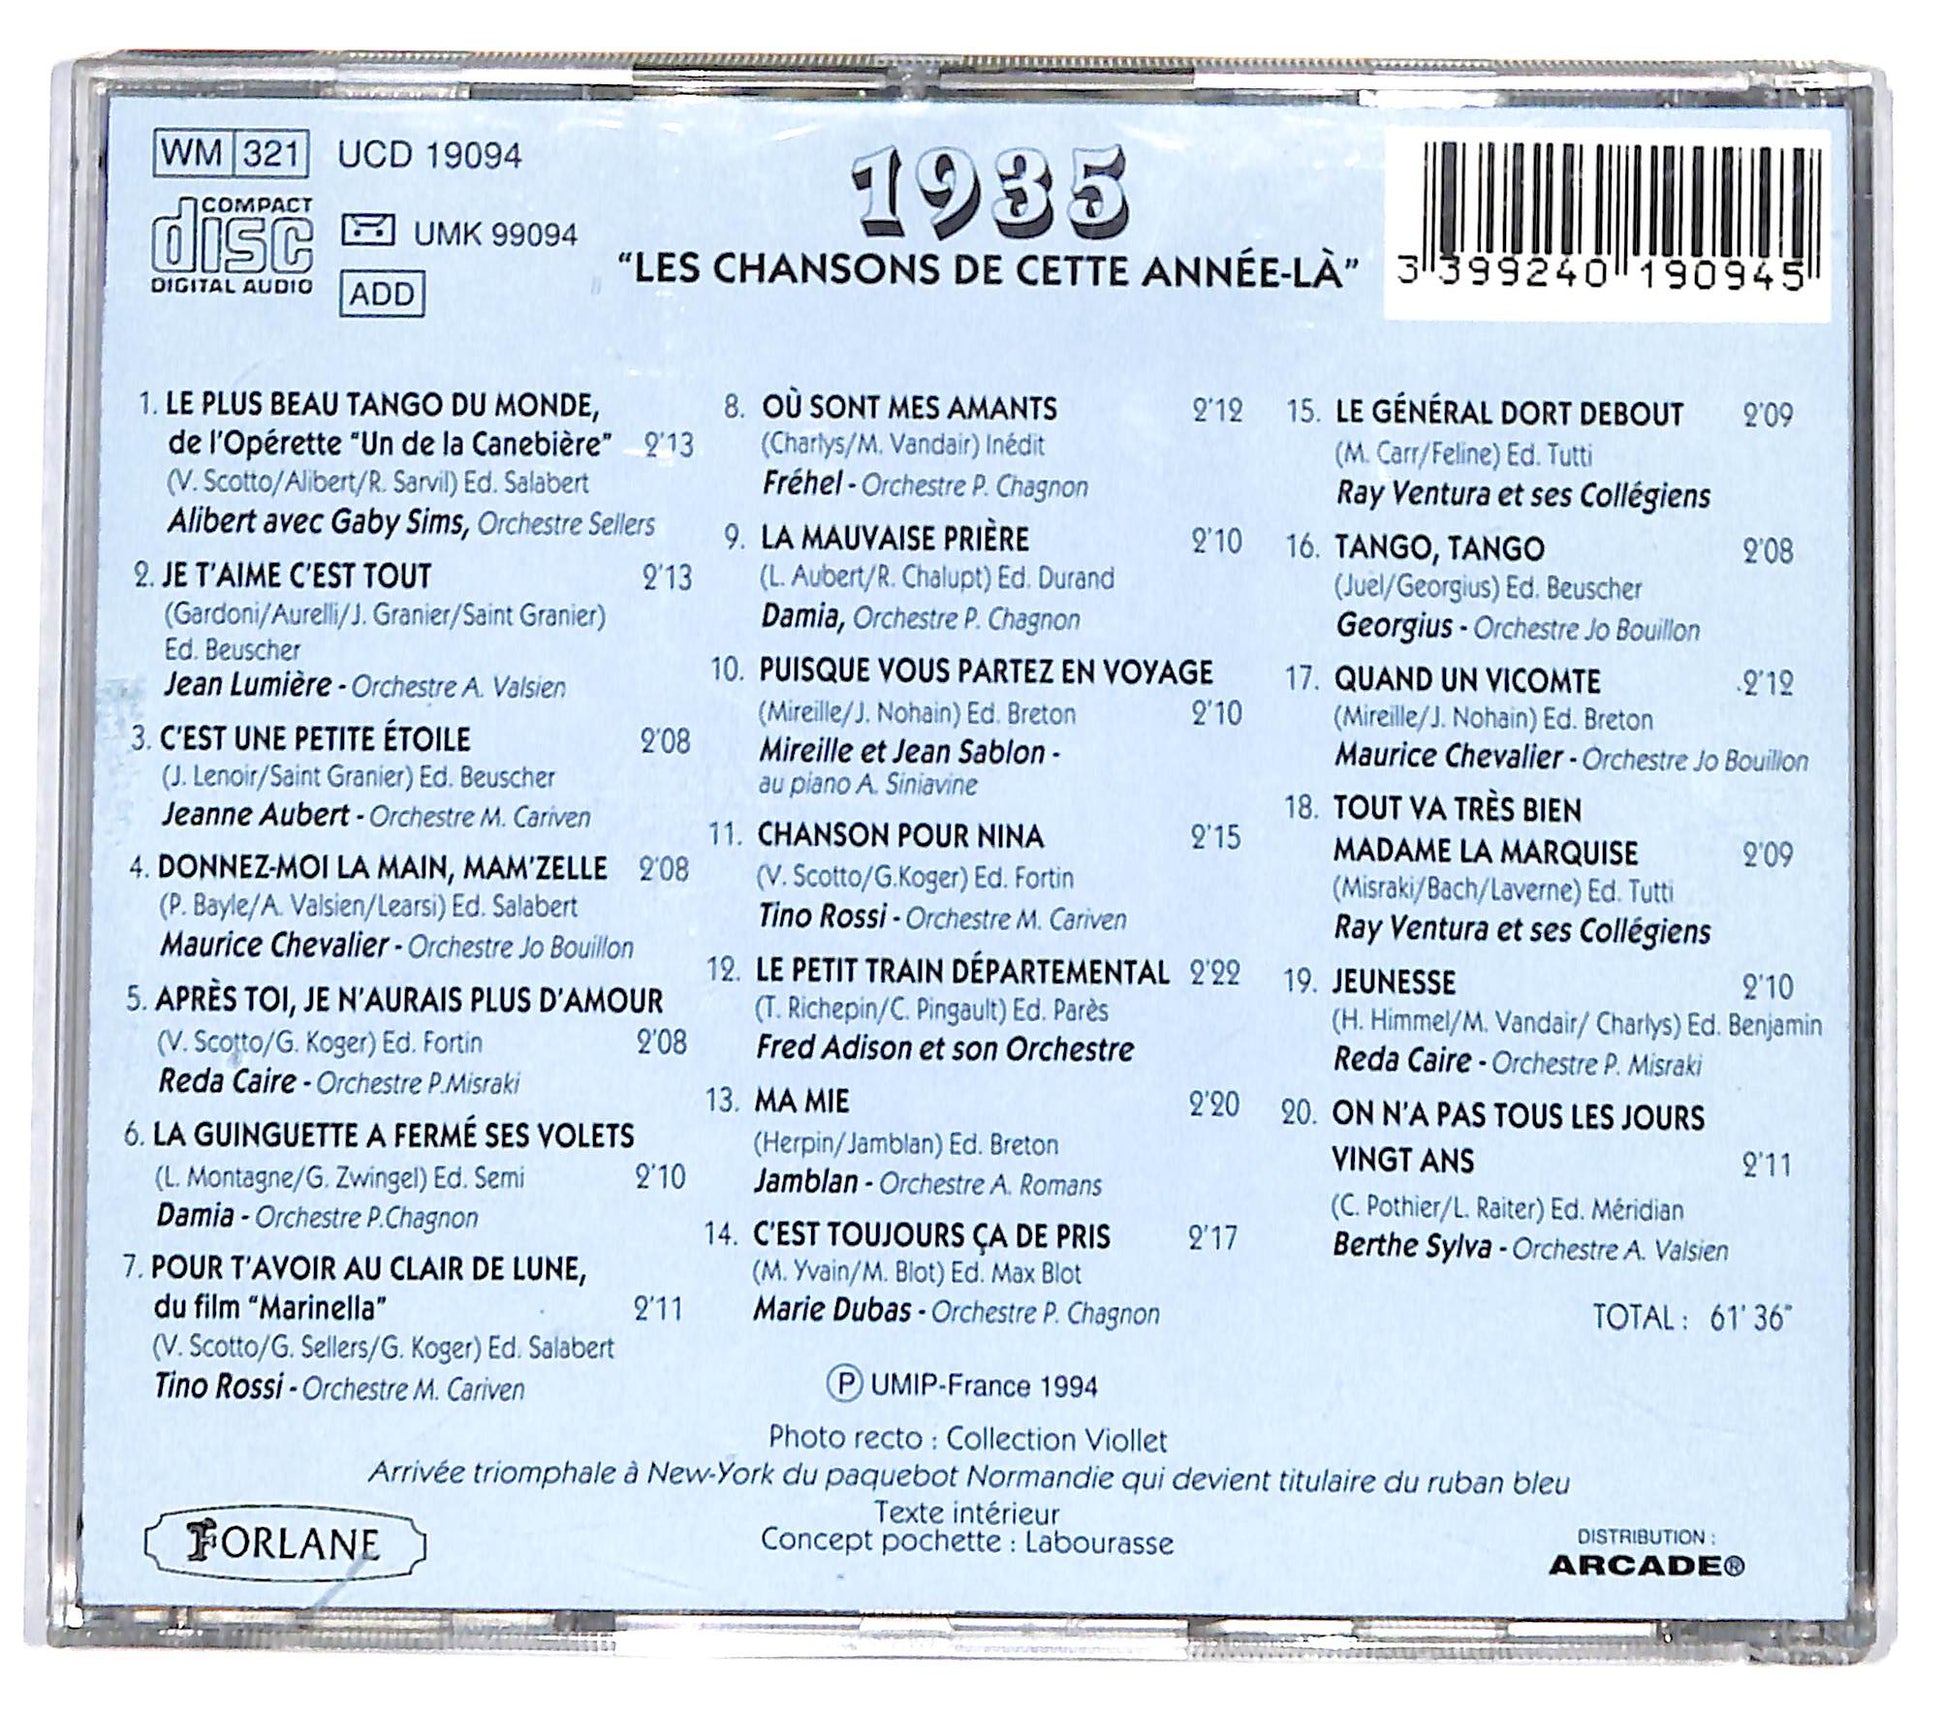 WM 321 UCD 19094
COMPACT
disc
DIGITAL AUDIO
UMK 99094
ADD
1935
"LES CHANSONS DE CETTE ANNÉE-LÀ"
3 399240 190945
1. LE PLUS BEAU TANGO DU MONDE,
de l'Opérette "Un de la Canebière" 2'13
(V. Scotto/Alibert/R. Sarvil) Ed. Salabert
Alibert avec Gaby Sims, Orchestre Sellers
2. JE T'AIME C'EST TOUT 2'13
(Gardoni/Aurelli/J. Granier/Saint Granier)
Ed. Beuscher
Jean Lumière - Orchestre A. Valsien
3. C'EST UNE PETITE ÉTOILE 2'08
(J. Lenoir/Saint Granier) Ed. Beuscher
Jeanne Aubert - Orchestre M. Cariven
4. DONNEZ-MOI LA MAIN, MAM'ZELLE 2'08
(P. Bayle/A. Valsien/Learsi) Ed. Salabert
Maurice Chevalier - Orchestre Jo Bouillon
5. APRÈS TOI, JE N'AURAIS PLUS D'AMOUR
(V. Scotto/G. Koger) Ed. Fortin 2'08
Reda Caire - Orchestre P.Misraki
6. LA GUINGUETTE A FERMÉ SES VOLETS
(L. Montagne/G. Zwingel) Ed. Semi 2'10
Damia - Orchestre P.Chagnon
7. POUR T'AVOIR AU CLAIR DE LUNE,
du film "Marinella" 2'11
(V. Scotto/G. Sellers/G. Koger) Ed. Salabert
Tino Rossi - Orchestre M. Cariven
8. OÙ SONT MES AMANTS 2'12
(Charlys/M. Vandair) Inédit
Fréhel - Orchestre P. Chagnon
9. LA MAUVAISE PRIÈRE 2'10
(L. Aubert/R. Chalupt) Ed. Durand
Damia, Orchestre P. Chagnon
10. PUISQUE VOUS PARTEZ EN VOYAGE
(Mireille/J. Nohain) Ed. Breton 2'10
Mireille et Jean Sablon -
au piano A. Siniavine
11. CHANSON POUR NINA 2'15
(V. Scotto/G.Koger) Ed. Fortin
Tino Rossi - Orchestre M. Cariven
12. LE PETIT TRAIN DÉPARTEMENTAL 2'22
(T. Richepin/C. Pingault) Ed. Parès
Fred Adison et son Orchestre
13. MA MIE 2'20
(Herpin/Jamblan) Ed. Breton
Jamblan - Orchestre A. Romans
14. C'EST TOUJOURS ÇA DE PRIS 2'17
(M. Yvain/M. Blot) Ed. Max Blot
Marie Dubas - Orchestre P. Chagnon
15. LE GÉNÉRAL DORT DEBOUT 2'09
(M. Carr/Feline) Ed. Tutti
Ray Ventura et ses Collégiens
16. TANGO, TANGO 2'08
(Juel/Georgius) Ed. Beuscher
Georgius - Orchestre Jo Bouillon
17. QUAND UN VICOMTE 2'12
(Mireille/J. Nohain) Ed. Breton
Maurice Chevalier - Orchestre Jo Bouillon
18. TOUT VA TRÈS BIEN
MADAME LA MARQUISE 2'09
(Misraki/Bach/Laverne) Ed. Tutti
Ray Ventura et ses Collégiens
19. JEUNESSE 2'10
(H. Himmel/M. Vandair/ Charlys) Ed. Benjamin
Reda Caire - Orchestre P. Misraki
20. ON N'A PAS TOUS LES JOURS
VINGT ANS 2'11
(C. Pothier/L. Raiter) Ed. Méridian
Berthe Sylva - Orchestre A. Valsien
TOTAL : 61' 36"
Ⓟ UMIP-France 1994
Photo recto : Collection Viollet
Arrivée triomphale à New-York du paquebot Normandie qui devient titulaire du ruban bleu
Texte intérieur
Concept pochette : Labourasse
FORLANE
DISTRIBUTION :
ARCADE®